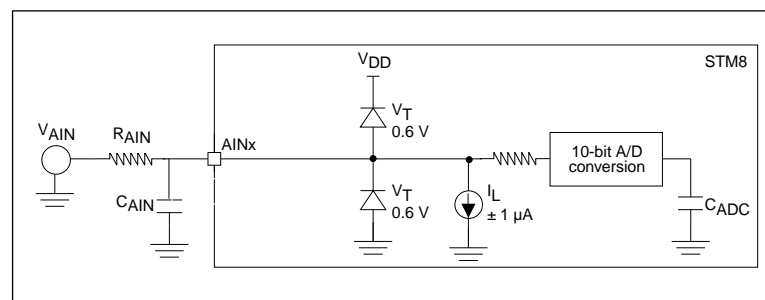 STM8
VDD
VT
0.6 V
VAIN
RAIN
AINx
10-bit A/D
conversion
VT
0.6 V
IL
± 1 µA
CAIN
CADC